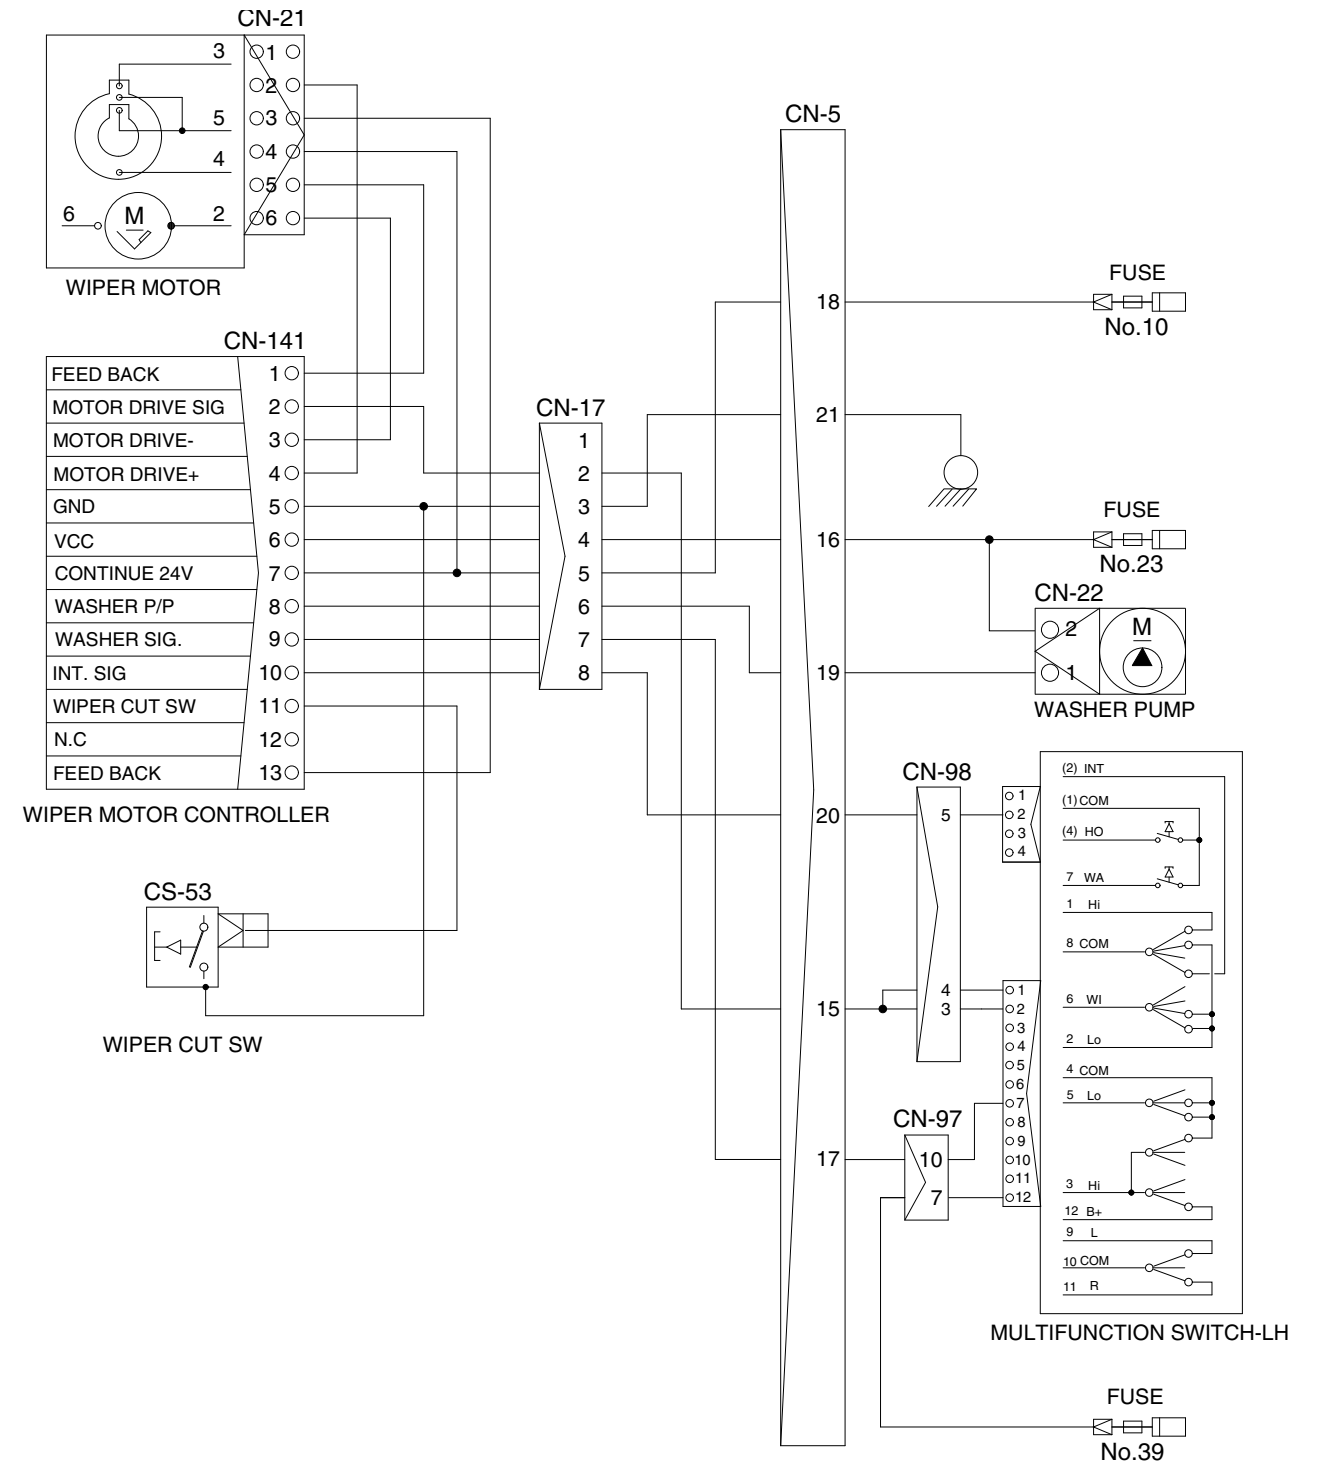 CN-21
3
5
4
6
M
2
1
2
3
4
5
6
WIPER MOTOR
CN-141
FEED BACK 1
MOTOR DRIVE SIG 2
MOTOR DRIVE- 3
MOTOR DRIVE+ 4
GND 5
VCC 6
CONTINUE 24V 7
WASHER P/P 8
WASHER SIG. 9
INT. SIG 10
WIPER CUT SW 11
N.C 12
FEED BACK 13
WIPER MOTOR CONTROLLER
CS-53
WIPER CUT SW
CN-17
1
2
3
4
5
6
7
8
CN-5
18
21
16
19
20
15
17
FUSE
No.10
FUSE
No.23
CN-22
2
1
M
WASHER PUMP
CN-98
5
4
3
CN-97
10
7
1
2
3
4
1
2
3
4
5
6
7
8
9
10
11
12
(2) INT
(1) COM
(4) HO
7 WA
1 Hi
8 COM
6 WI
2 Lo
4 COM
5 Lo
3 Hi
12 B+
9 L
10 COM
11 R
MULTIFUNCTION SWITCH-LH
FUSE
No.39